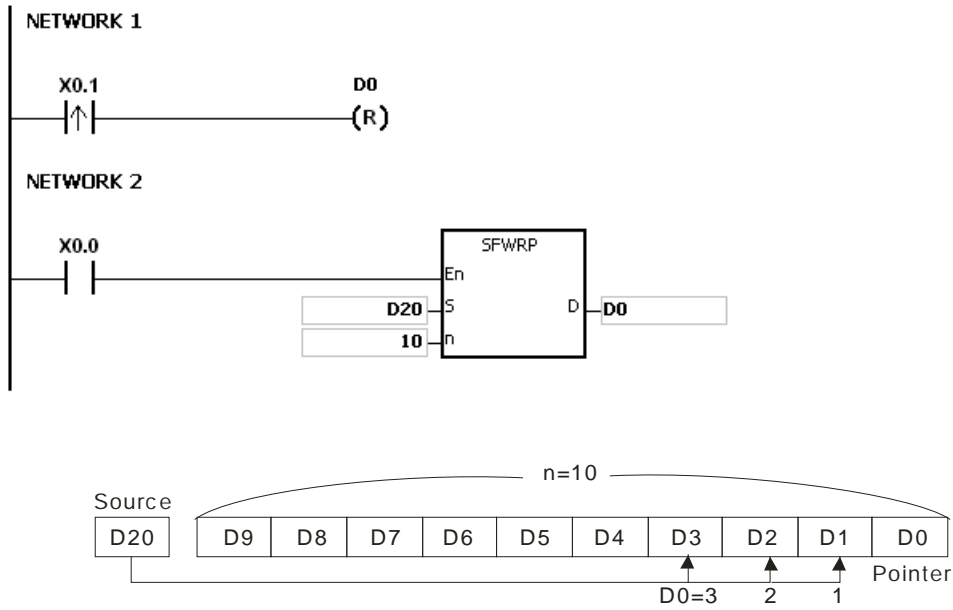 NETWORK 1
X0.1 D0
(R)
NETWORK 2
X0.0 SFWRP
En
D20 S D D0
10 n
n=10
Source
D20 D9 D8 D7 D6 D5 D4 D3 D2 D1 D0
Pointer
D0=3 2 1